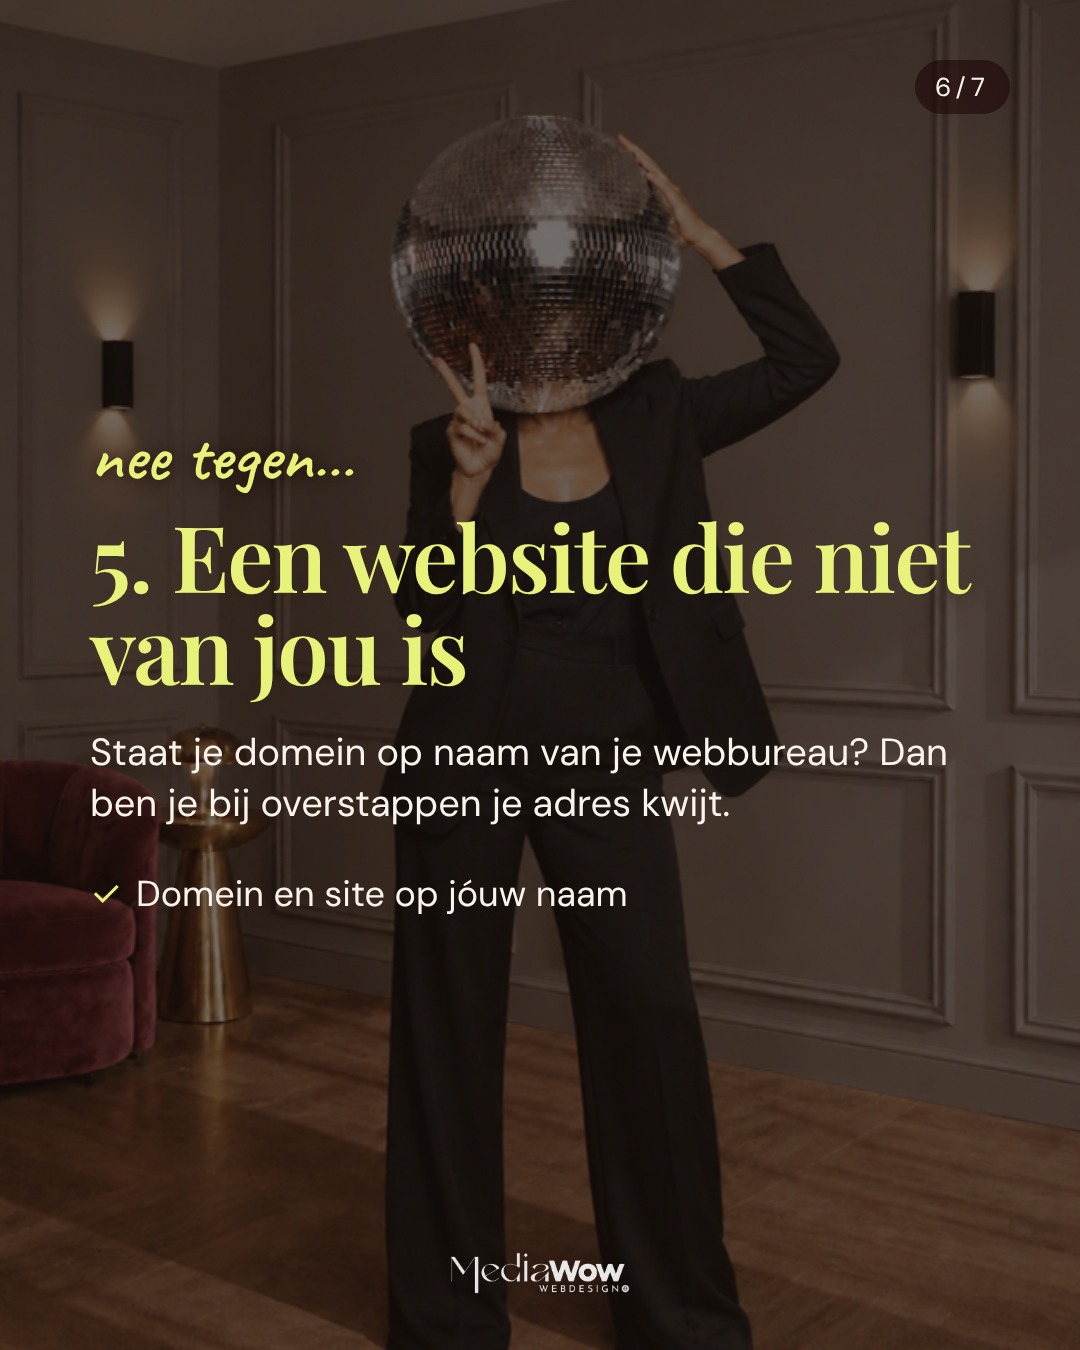 6/7
nee tegen...
5. Een website die niet
van jou is
Staat je domein op naam van je webbureau? Dan
ben je bij overstappen je adres kwijt.
✓ Domein en site op jóuw naam
MediaWow
WEBDESIGN